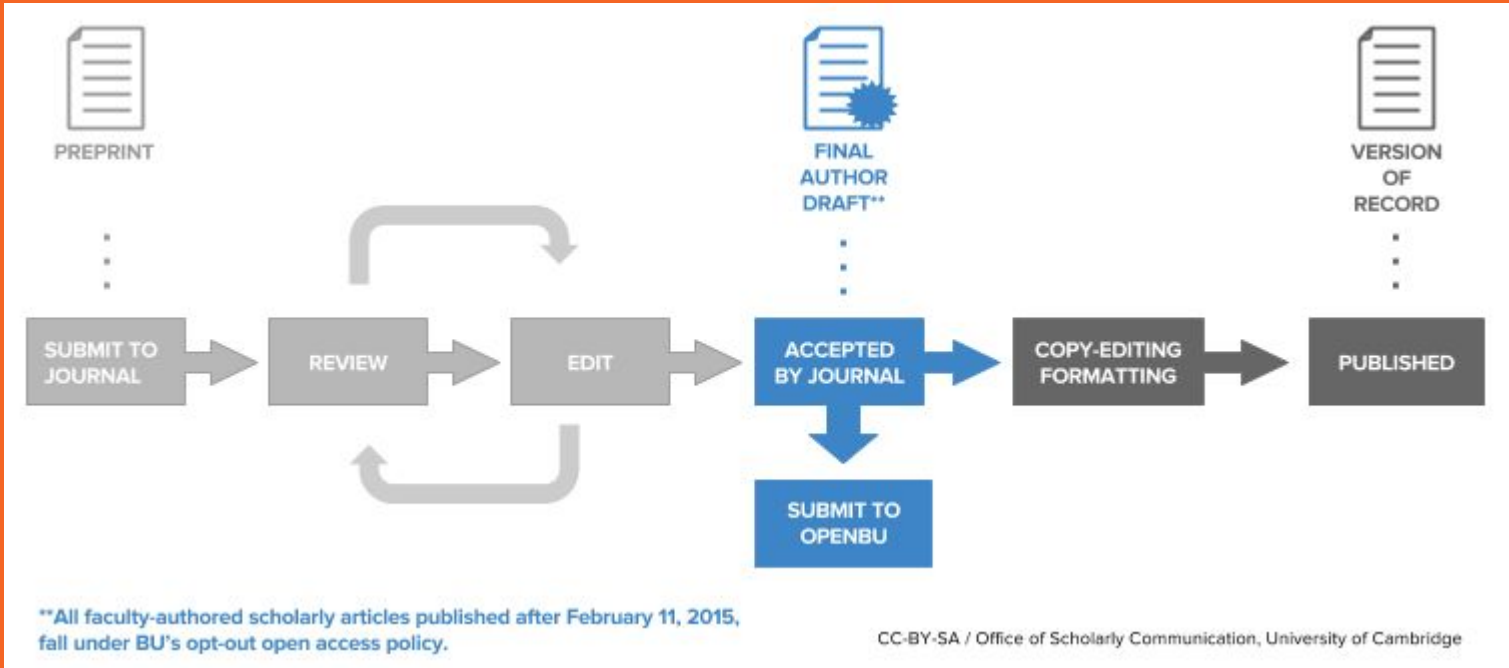 PREPRINT
FINAL
AUTHOR
DRAFT**
VERSION
OF
RECORD
SUBMIT TO
JOURNAL
REVIEW
EDIT
ACCEPTED
BY JOURNAL
COPY-EDITING
FORMATTING
PUBLISHED
SUBMIT TO
OPENBU
**All faculty-authored scholarly articles published after February 11, 2015,
fall under BU's opt-out open access policy.
CC-BY-SA / Office of Scholarly Communication, University of Cambridge